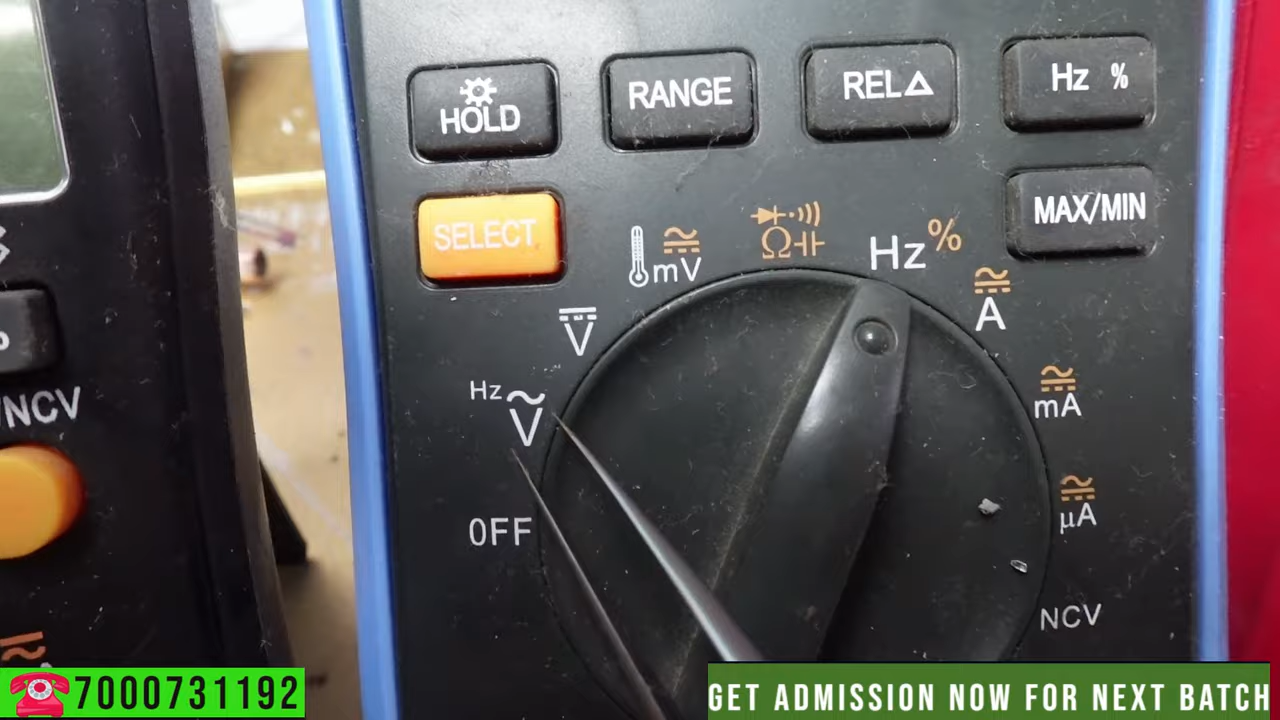 HOLD
RANGE
REL△
Hz %
SELECT
MAX/MIN
mV
Ω
Hz%
A
V
Hz
V
mA
µA
OFF
NCV
/NCV
7000731192
GET ADMISSION NOW FOR NEXT BATCH